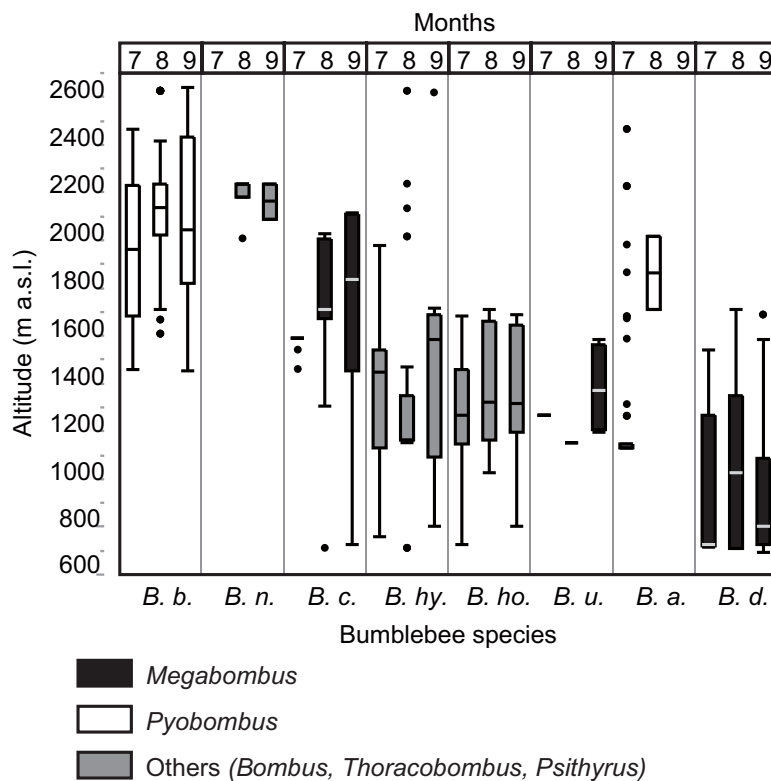 Months
7 8 9 7 8 9 7 8 9 7 8 9 7 8 9 7 8 9 7 8 9 7 8 9
2600
2400
2200
2000
1800
1600
1400
1200
1000
800
600
Altitude (m a.s.l.)
B. b. B. n. B. c. B. hy. B. ho. B. u. B. a. B. d.
Bumblebee species
Megabombus
Pyobombus
Others (Bombus, Thoracobombus, Psithyrus)